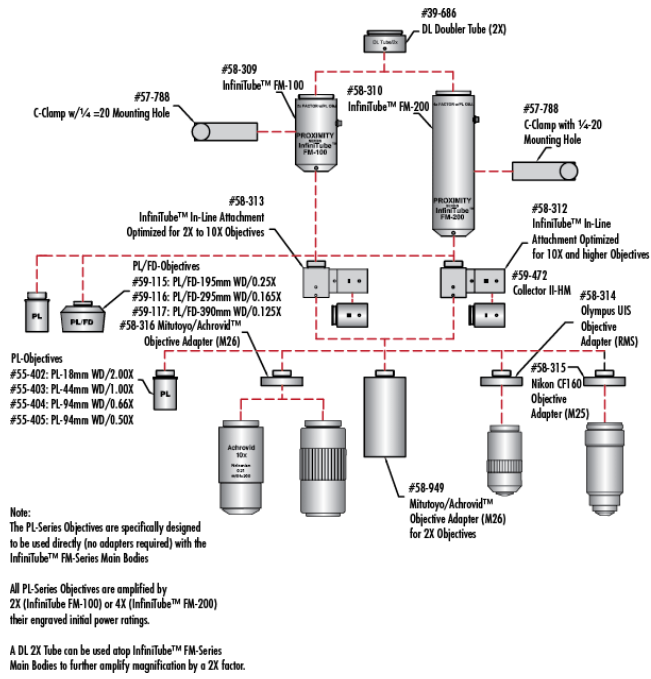 #39-686
DL Doubler Tube (2X)
DL Tube/2x
#58-309
InfiniTube™ FM-100
#58-310
InfiniTube™ FM-200
#57-788
C-Clamp w/¼ =20 Mounting Hole
#57-788
C-Clamp with ¼-20
Mounting Hole
PROXIMITY
InfiniTube™
FM-100
PROXIMITY
InfiniTube™
FM-200
#58-313
InfiniTube™ In-Line Attachment
Optimized for 2X to 10X Objectives
#58-312
InfiniTube™ In-Line
Attachment Optimized
for 10X and higher Objectives
#59-472
Collector II-HM
PL
PL/FD
PL/FD-Objectives
#59-115: PL/FD-195mm WD/0.25X
#59-116: PL/FD-295mm WD/0.165X
#59-117: PL/FD-390mm WD/0.125X
#58-316 Mitutoyo/Achrovid™
Objective Adapter (M26)
#58-314
Olympus UIS
Objective
Adapter (RMS)
#58-315
Nikon CF160
Objective
Adapter (M25)
PL-Objectives
#55-402: PL-18mm WD/2.00X
#55-403: PL-44mm WD/1.00X
#55-404: PL-94mm WD/0.66X
#55-405: PL-94mm WD/0.50X
PL
Achrovid
10x
#58-949
Mitutoyo/Achrovid™
Objective Adapter (M26)
for 2X Objectives
Note:
The PL-Series Objectives are specifically designed
to be used directly (no adapters required) with the
InfiniTube™ FM-Series Main Bodies
All PL-Series Objectives are amplified by
2X (InfiniTube FM-100) or 4X (InfiniTube™ FM-200)
their engraved initial power ratings.
A DL 2X Tube can be used atop InfiniTube™ FM-Series
Main Bodies to further amplify magnification by a 2X factor.